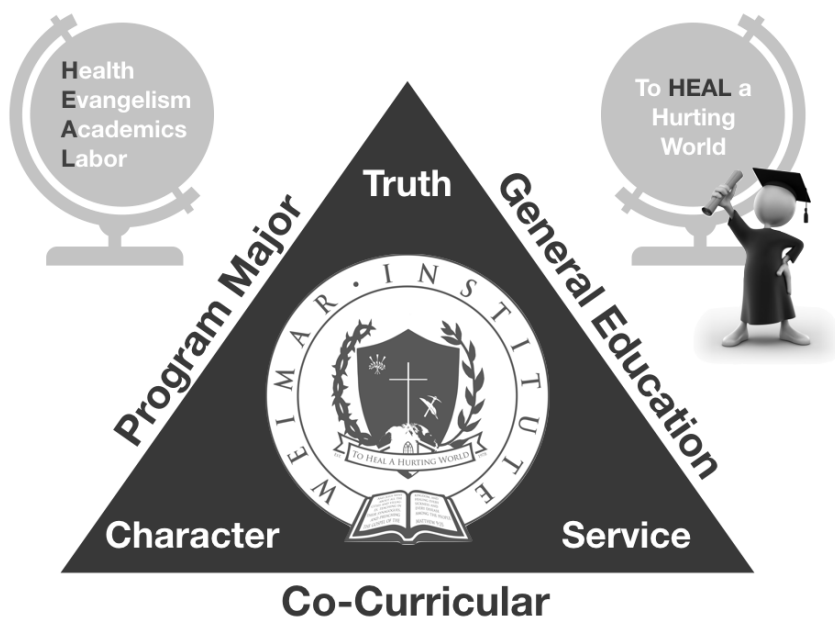 Health
Evangelism
Academics
Labor
To HEAL a
Hurting
World
Truth
Program Major
General Education
WEIMAR · INSTITUTE
TO HEAL A HURTING WORLD
Character
Service
Co-Curricular